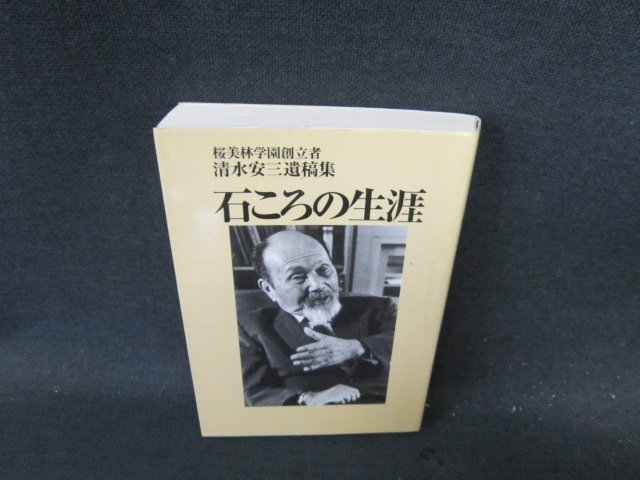 桜美林学園創立者
清水安三遺稿集
石ころの生涯